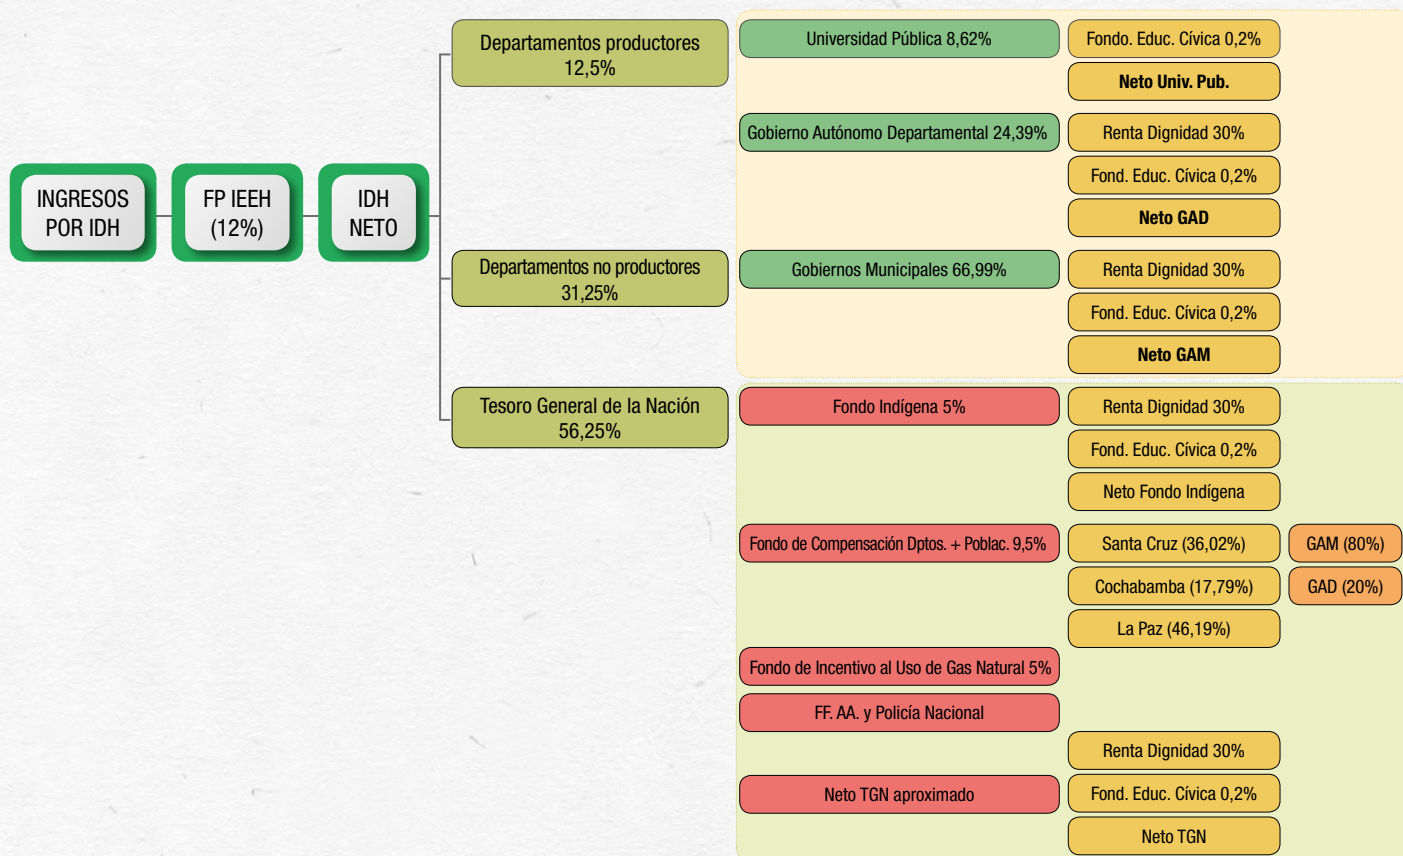 INGRESOS
POR IDH
FP IEEH
(12%)
IDH
NETO
Departamentos productores
12,5%
Departamentos no productores
31,25%
Tesoro General de la Nación
56,25%
Universidad Pública 8,62%
Fondo. Educ. Cívica 0,2%
Neto Univ. Pub.
Gobierno Autónomo Departamental 24,39%
Renta Dignidad 30%
Fond. Educ. Cívica 0,2%
Neto GAD
Gobiernos Municipales 66,99%
Renta Dignidad 30%
Fond. Educ. Cívica 0,2%
Neto GAM
Fondo Indígena 5%
Renta Dignidad 30%
Fond. Educ. Cívica 0,2%
Neto Fondo Indígena
Fondo de Compensación Dptos. + Poblac. 9,5%
Santa Cruz (36,02%)
GAM (80%)
Cochabamba (17,79%)
GAD (20%)
La Paz (46,19%)
Fondo de Incentivo al Uso de Gas Natural 5%
FF. AA. y Policía Nacional
Renta Dignidad 30%
Neto TGN aproximado
Fond. Educ. Cívica 0,2%
Neto TGN